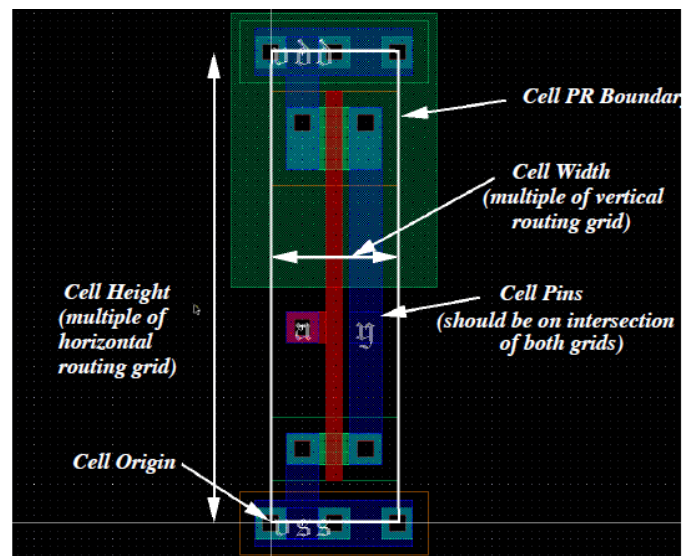 vdd
Cell PR Boundar
Cell Width
(multiple of vertical
routing grid)
Cell Height
(multiple of
horizontal
routing grid)
Cell Pins
(should be on intersection
of both grids)
a
y
Cell Origin
vss